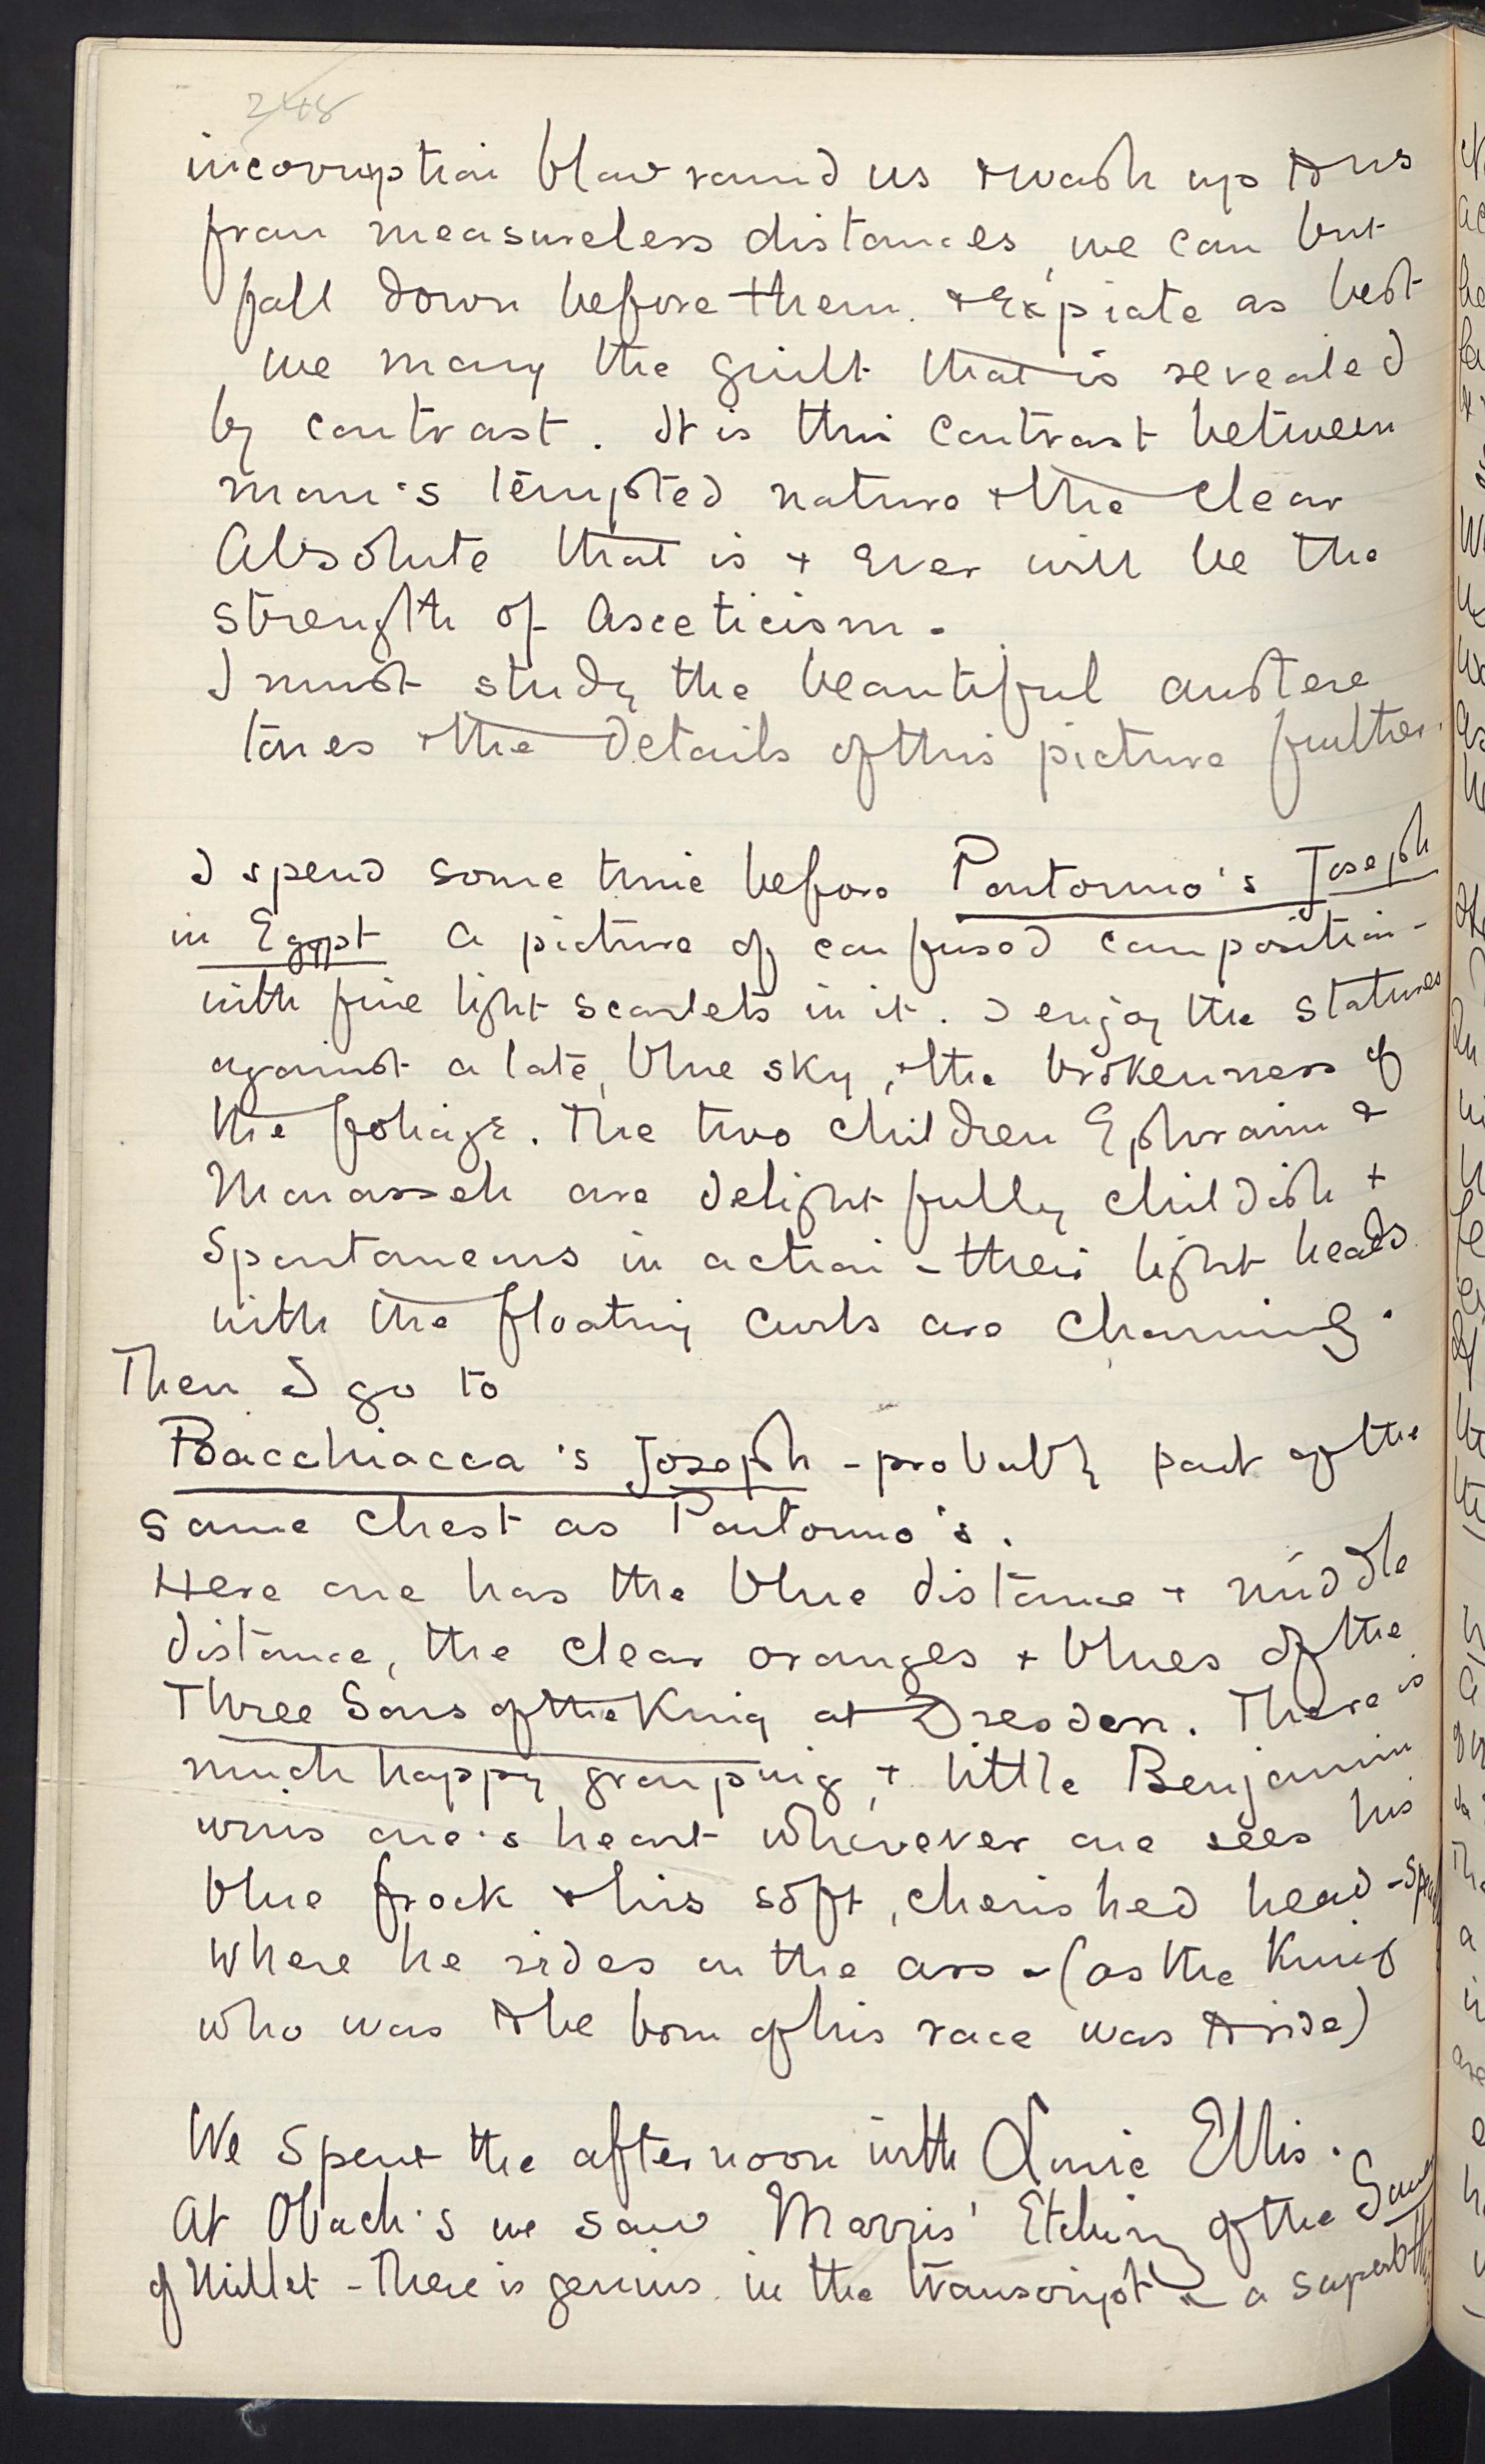 248
incorruption blow round us & wash up to us
from measureless distances, we can but
fall down before them. & Expiate as best
we may the guilt that is revealed
by contrast. It is this contrast between
man's tempted nature & the clear
Absolute that is & ever will be the
strength of Asceticism.
I must study the beautiful austere
tones & the details of this picture further.
I spend some time before Pontormo's Joseph
in Egypt a picture of confused composition -
with fine light scarlets in it. I enjoy the statues
against a late, blue sky, & the brokenness of
the foliage. The two children Ephraim &
Manasseh are delightfully childish &
Spontaneous in action - their light heads
with the floating curls are charming.
Then I go to
Bacchiacca's Joseph - probably part of the
same chest as Pontormo's.
Here one has the blue distance & middle
distance, the clear oranges & blues of the
Three Sons of the King at Dresden. There is
much happy grouping, & little Benjamin
wins one's heart wherever one sees his
blue frock & his soft, cherished head -
where he rides on the ass - (as the King
who was to be born of his race was to ride)
We spent the afternoon with Amie Ellis.
At Obach's we saw Marris' Etching of the Sower
of Millet - There is genius in the transcript - a superb